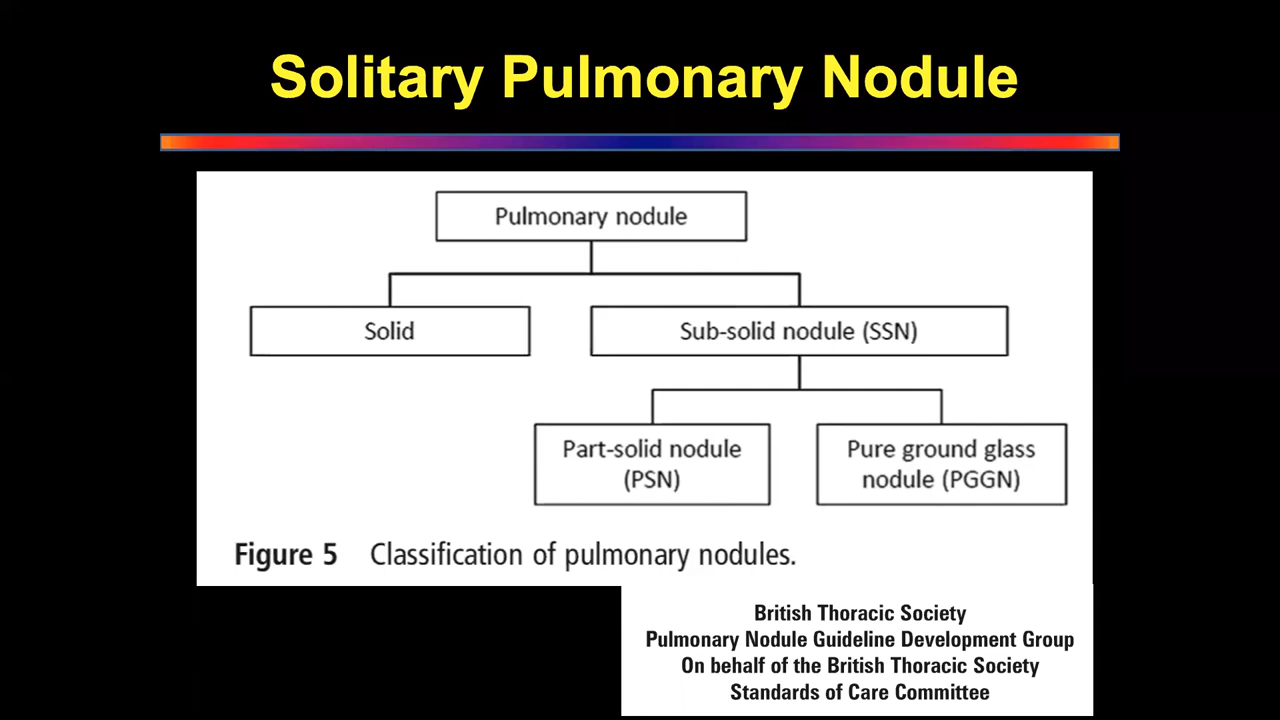 Solitary Pulmonary Nodule
Pulmonary nodule
Solid
Sub-solid nodule (SSN)
Part-solid nodule
(PSN)
Pure ground glass
nodule (PGGN)
Figure 5 Classification of pulmonary nodules.
British Thoracic Society
Pulmonary Nodule Guideline Development Group
On behalf of the British Thoracic Society
Standards of Care Committee